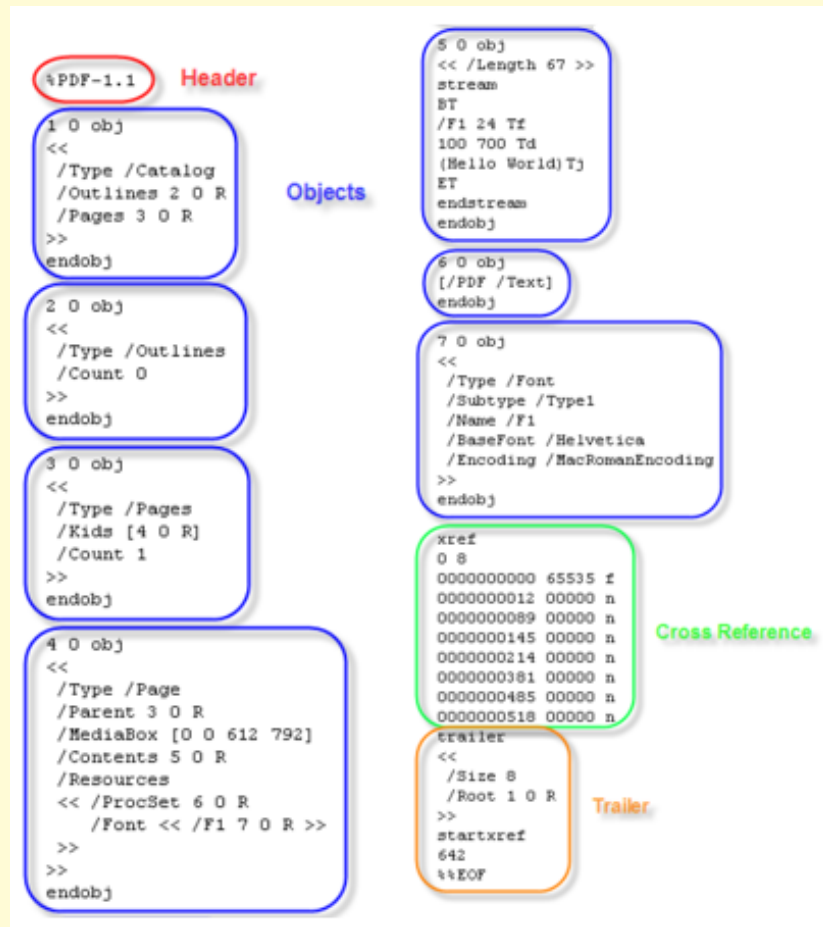 %PDF-1.1 Header
1 0 obj
<<
/Type /Catalog
/Outlines 2 0 R
/Pages 3 0 R
>>
endobj
Objects
2 0 obj
<<
/Type /Outlines
/Count 0
>>
endobj
3 0 obj
<<
/Type /Pages
/Kids [4 0 R]
/Count 1
>>
endobj
4 0 obj
<<
/Type /Page
/Parent 3 0 R
/MediaBox [0 0 612 792]
/Contents 5 0 R
/Resources
<< /ProcSet 6 0 R
/Font << /F1 7 0 R >>
>>
>>
endobj
5 0 obj
<< /Length 67 >>
stream
BT
/F1 24 Tf
100 700 Td
(Hello World)Tj
ET
endstream
endobj
6 0 obj
[/PDF /Text]
endobj
7 0 obj
<<
/Type /Font
/Subtype /Type1
/Name /F1
/BaseFont /Helvetica
/Encoding /MacRomanEncoding
>>
endobj
xref
0 8
0000000000 65535 f
0000000012 00000 n
0000000089 00000 n
0000000145 00000 n
0000000214 00000 n
0000000381 00000 n
0000000485 00000 n
0000000518 00000 n
Cross Reference
trailer
<<
/Size 8
/Root 1 0 R
>>
startxref
642
%%EOF
Trailer